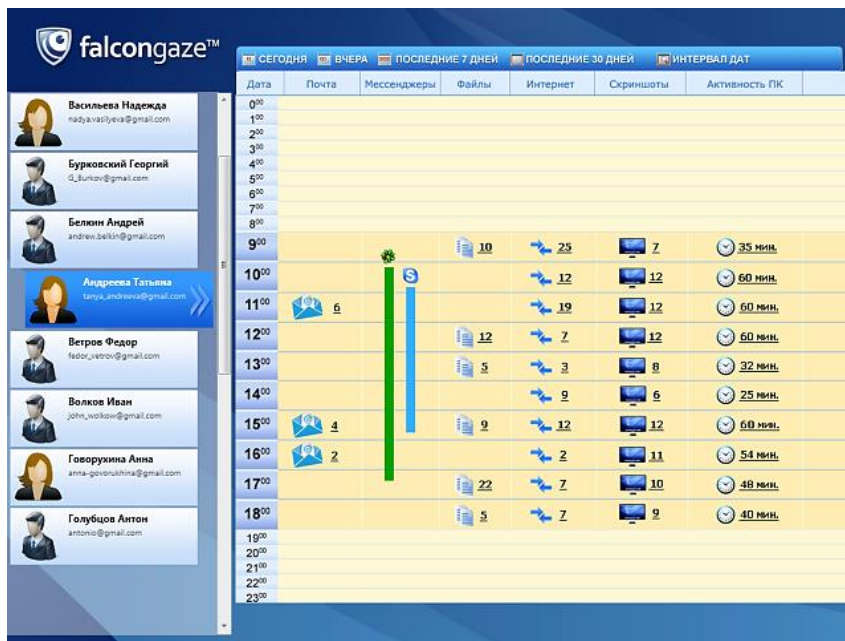 falcongaze™
СЕГОДНЯ ВЧЕРА ПОСЛЕДНИЕ 7 ДНЕЙ ПОСЛЕДНИЕ 30 ДНЕЙ ИНТЕРВАЛ ДАТ
Дата Почта Мессенджеры Файлы Интернет Скриншоты Активность ПК
Васильева Надежда
nadya.vasilyeva@gmail.com
Бурковский Георгий
G_Burkov@gmail.com
Белкин Андрей
andrew.belkin@gmail.com
Андреева Татьяна
tanya_andreeva@gmail.com
Ветров Федор
fedor_vetrov@gmail.com
Волков Иван
john_wolkow@gmail.com
Говорухина Анна
anna-govorukhina@gmail.com
Голубцов Антон
antonio@gmail.com
0⁰⁰
1⁰⁰
2⁰⁰
3⁰⁰
4⁰⁰
5⁰⁰
6⁰⁰
7⁰⁰
8⁰⁰
9⁰⁰ 10 25 7 35 мин.
10⁰⁰ 12 12 60 мин.
11⁰⁰ 6 19 12 60 мин.
12⁰⁰ 12 7 12 60 мин.
13⁰⁰ 5 3 8 32 мин.
14⁰⁰ 9 6 25 мин.
15⁰⁰ 4 9 12 12 60 мин.
16⁰⁰ 2 2 11 54 мин.
17⁰⁰ 22 7 10 48 мин.
18⁰⁰ 5 7 9 40 мин.
19⁰⁰
20⁰⁰
21⁰⁰
22⁰⁰
23⁰⁰